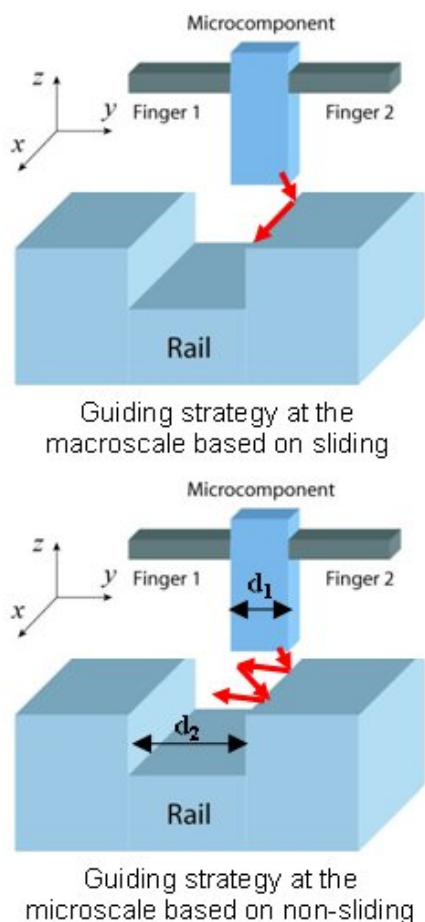 Microcomponent
z
Finger 1 Finger 2
y
x
Rail
Guiding strategy at the
macroscale based on sliding
Microcomponent
z
Finger 1 Finger 2
y
d1
x
d2
Rail
Guiding strategy at the
microscale based on non-sliding